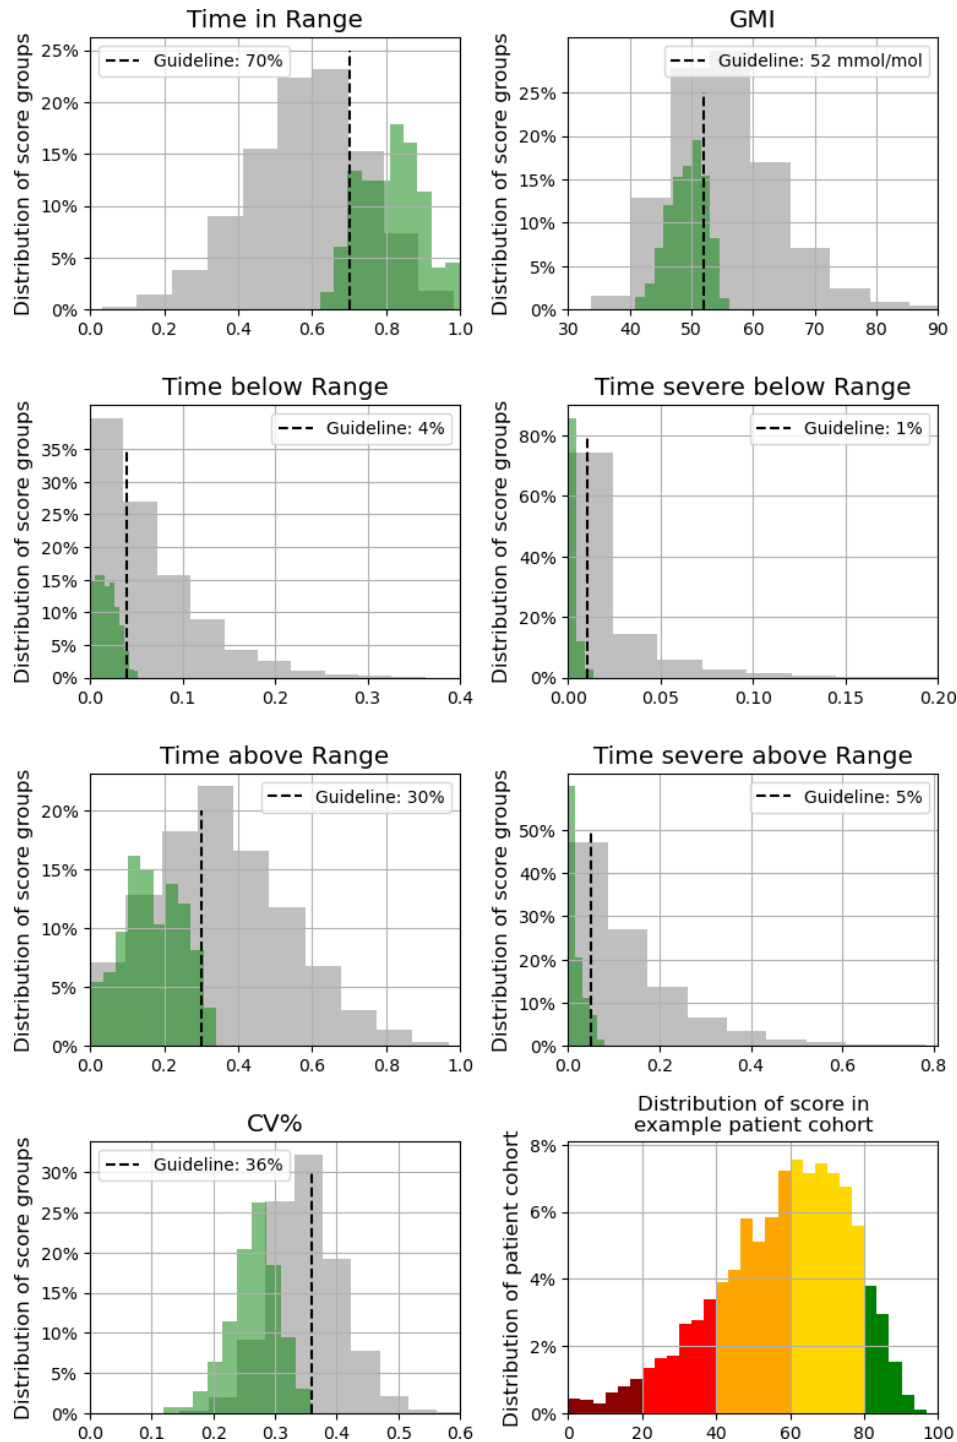 Time in Range
Distribution of score groups
25%
20%
15%
10%
5%
0%
Guideline: 70%
0.0 0.2 0.4 0.6 0.8 1.0
GMI
Distribution of score groups
25%
20%
15%
10%
5%
0%
Guideline: 52 mmol/mol
30 40 50 60 70 80 90
Time below Range
Distribution of score groups
35%
30%
25%
20%
15%
10%
5%
0%
Guideline: 4%
0.0 0.1 0.2 0.3 0.4
Time severe below Range
Distribution of score groups
80%
60%
40%
20%
0%
Guideline: 1%
0.00 0.05 0.10 0.15 0.20
Time above Range
Distribution of score groups
20%
15%
10%
5%
0%
Guideline: 30%
0.0 0.2 0.4 0.6 0.8 1.0
Time severe above Range
Distribution of score groups
50%
40%
30%
20%
10%
0%
Guideline: 5%
0.0 0.2 0.4 0.6 0.8
CV%
Distribution of score groups
30%
25%
20%
15%
10%
5%
0%
Guideline: 36%
0.0 0.1 0.2 0.3 0.4 0.5 0.6
Distribution of score in
example patient cohort
Distribution of patient cohort
8%
6%
4%
2%
0%
0 20 40 60 80 100